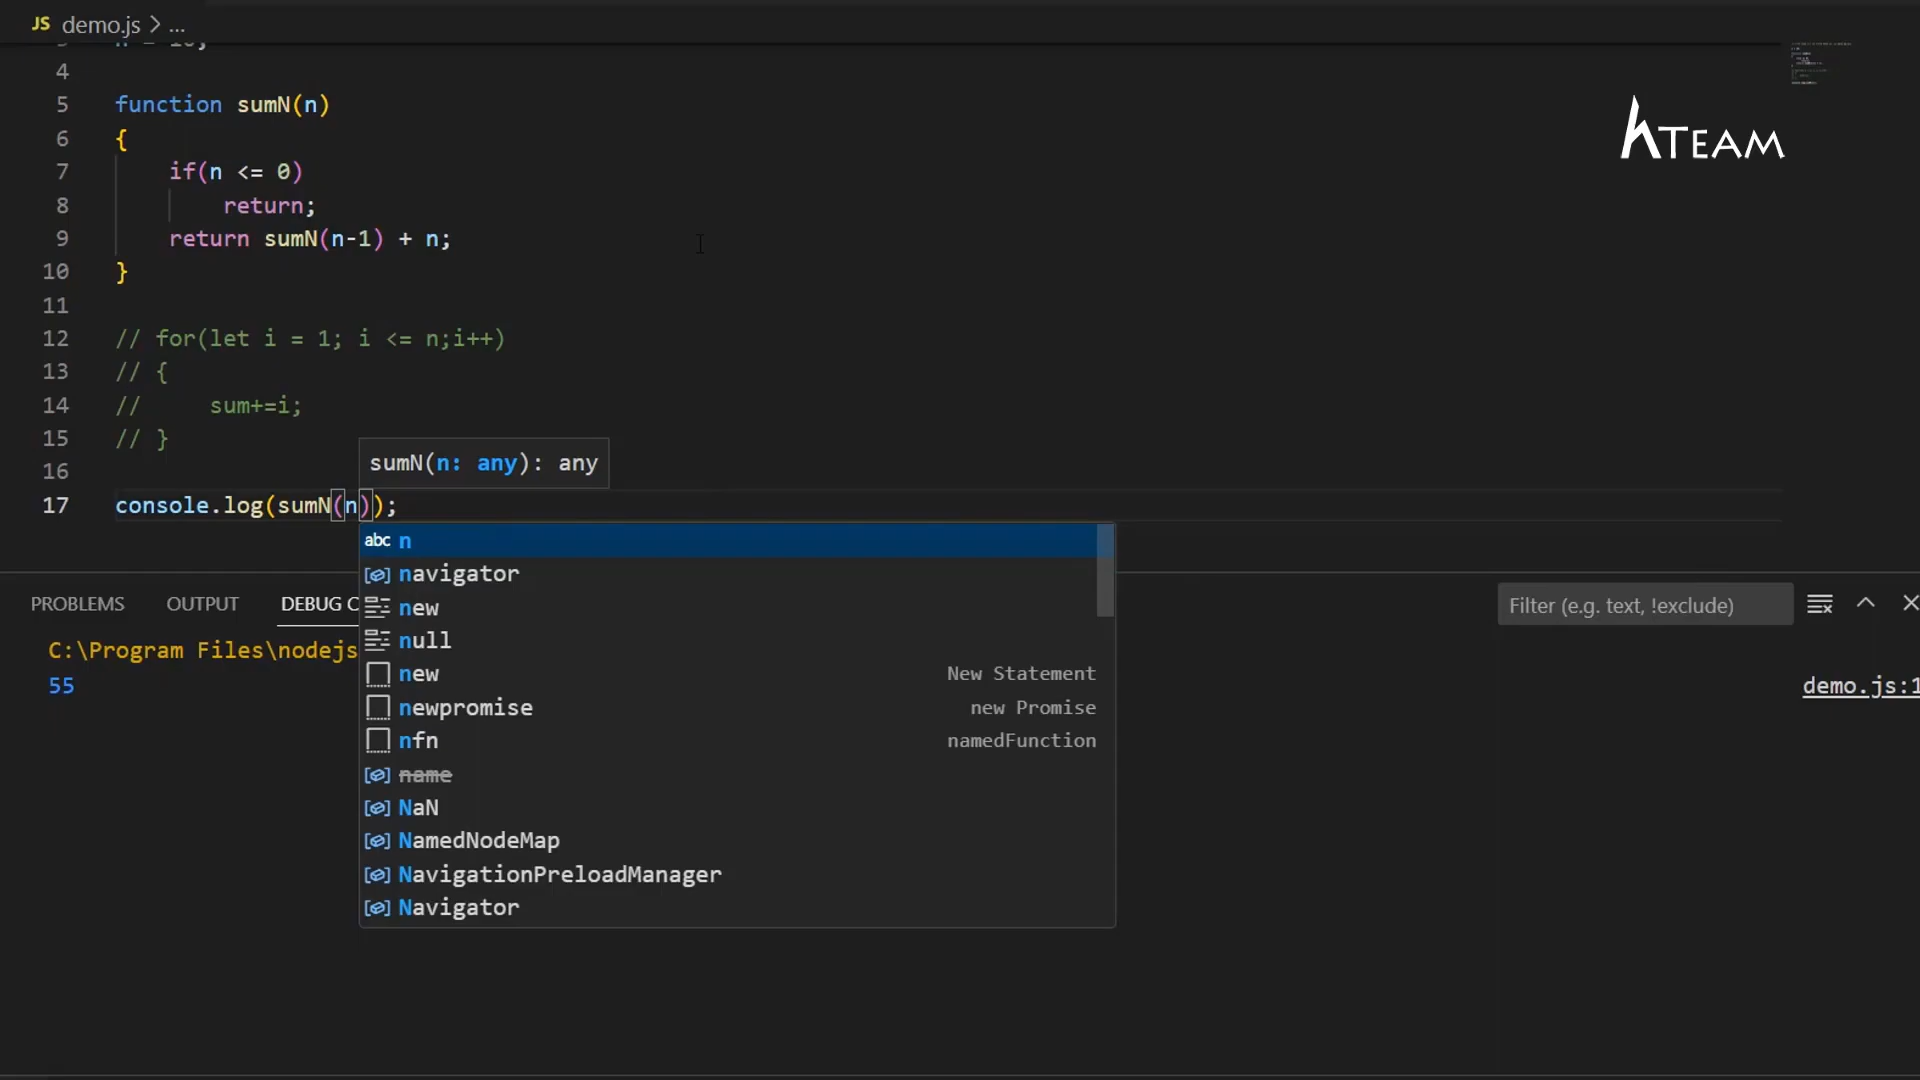 JS demo.js > ...
4
5 function sumN(n)
6 {
7 if(n <= 0)
8 return;
9 return sumN(n-1) + n;
10 }
11
12 // for(let i = 1; i <= n;i++)
13 // {
14 // sum+=i;
15 // }
16
17 console.log(sumN(n));
hTEAM
sumN(n: any): any
abc n
navigator
new
null
new New Statement
newpromise new Promise
nfn namedFunction
name
NaN
NamedNodeMap
NavigationPreloadManager
Navigator
PROBLEMS OUTPUT DEBUG C
Filter (e.g. text, !exclude)
C:\Program Files\nodejs
55
demo.js:1